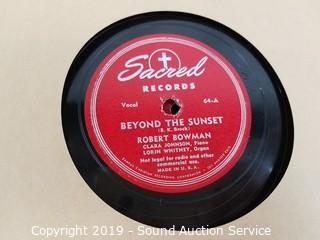 Sacred
RECORDS
Vocal 64-A
BEYOND THE SUNSET
(B. K. Brock)
ROBERT BOWMAN
CLARA JOHNSON, Piano
LORIN WHITNEY, Organ
Not legal for radio and other
commercial use.
MADE IN U.S.A.
Copyright 2019 - Sound Auction Service